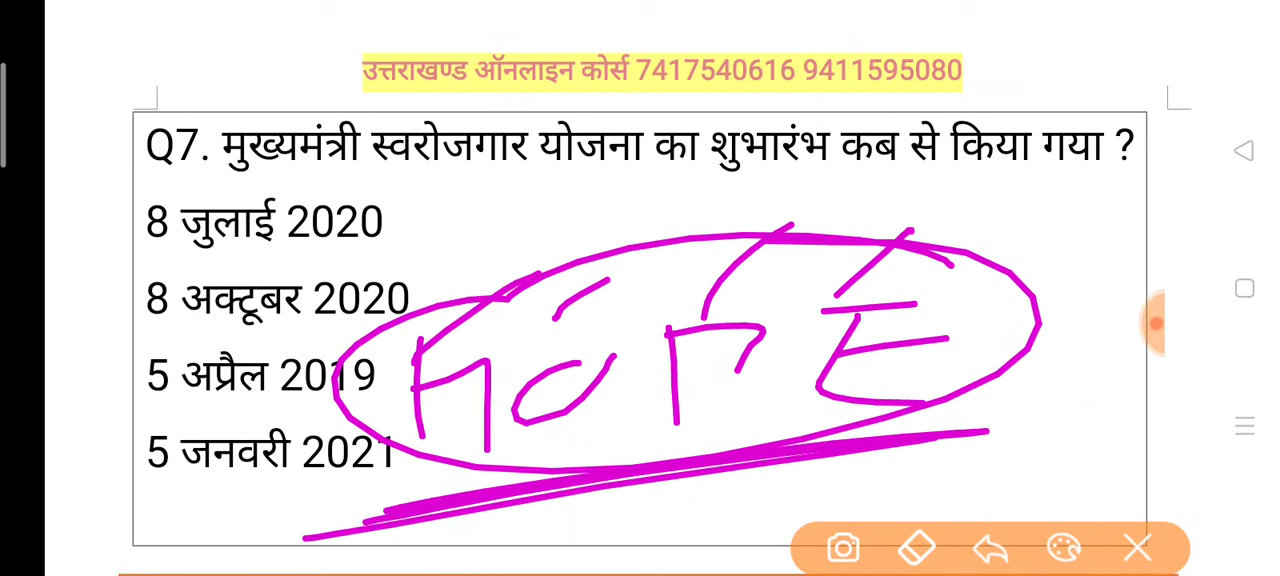 उत्तराखण्ड ऑनलाइन कोर्स 7417540616 9411595080
Q7. मुख्यमंत्री स्वरोजगार योजना का शुभारंभ कब से किया गया ?
8 जुलाई 2020
8 अक्टूबर 2020
HOPE
5 अप्रैल 2019
5 जनवरी 2021